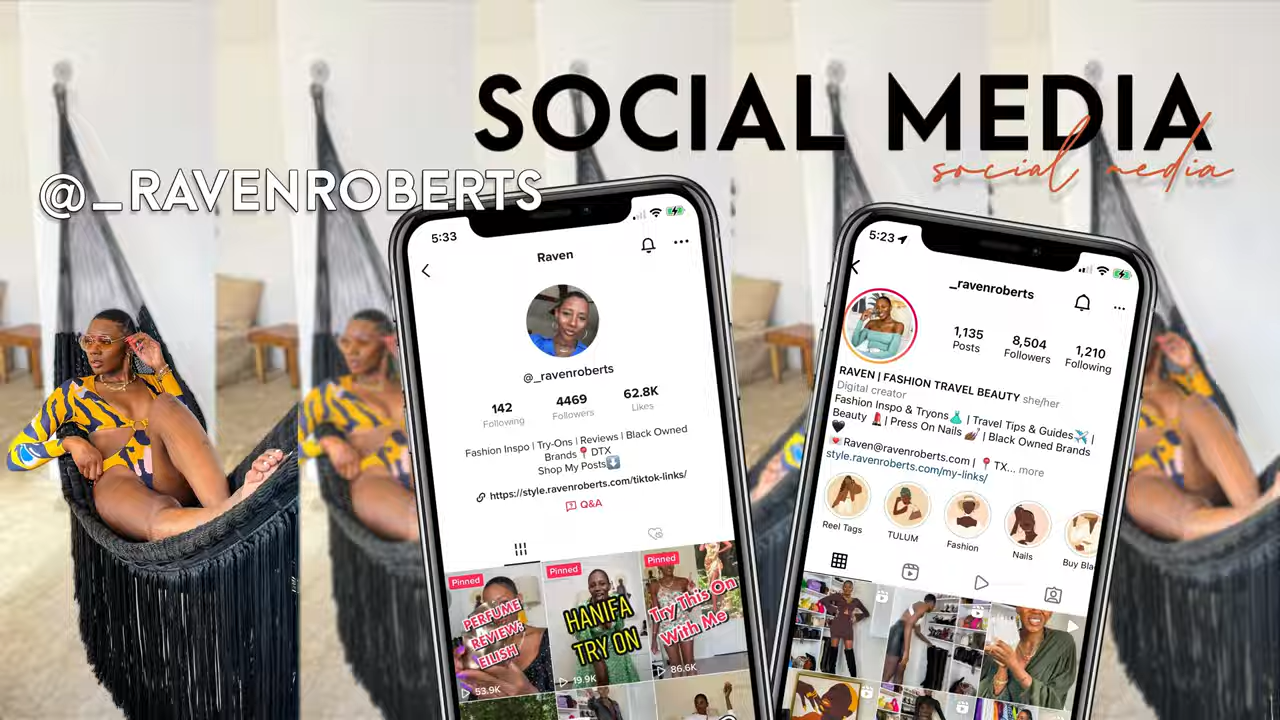 SOCIAL MEDIA
social media
@_RAVENROBERTS
5:33
Raven
@_ravenroberts
142
Following
4469
Followers
62.8K
Likes
Fashion Inspo | Try-Ons | Reviews | Black Owned
Brands📍DTX
Shop My Posts⬇️
https://style.ravenroberts.com/tiktok-links/
Q&A
Pinned
PERFUME
REVIEW:
EILISH
53.9K
Pinned
HANIFA
TRY ON
19.9K
Pinned
Try This On
With Me
86.6K
5:23
_ravenroberts
1,135
Posts
8,504
Followers
1,210
Following
RAVEN | FASHION TRAVEL BEAUTY she/her
Digital creator
Fashion Inspo & Tryons👗 | Travel Tips & Guides✈️ |
Beauty 💄 | Press On Nails 💅🏿 | Black Owned Brands
🖤
💌Raven@ravenroberts.com | 📍TX... more
style.ravenroberts.com/my-links/
Reel Tags
TULUM
Fashion
Nails
Buy Bla